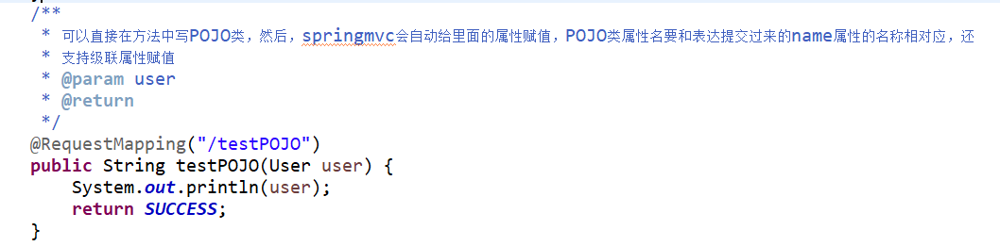 /**
 * 可以直接在方法中写POJO类，然后，springmvc会自动给里面的属性赋值，POJO类属性名要和表达提交过来的name属性的名称相对应，还
 * 支持级联属性赋值
 * @param user
 * @return
 */
@RequestMapping("/testPOJO")
public String testPOJO(User user) {
    System.out.println(user);
    return SUCCESS;
}